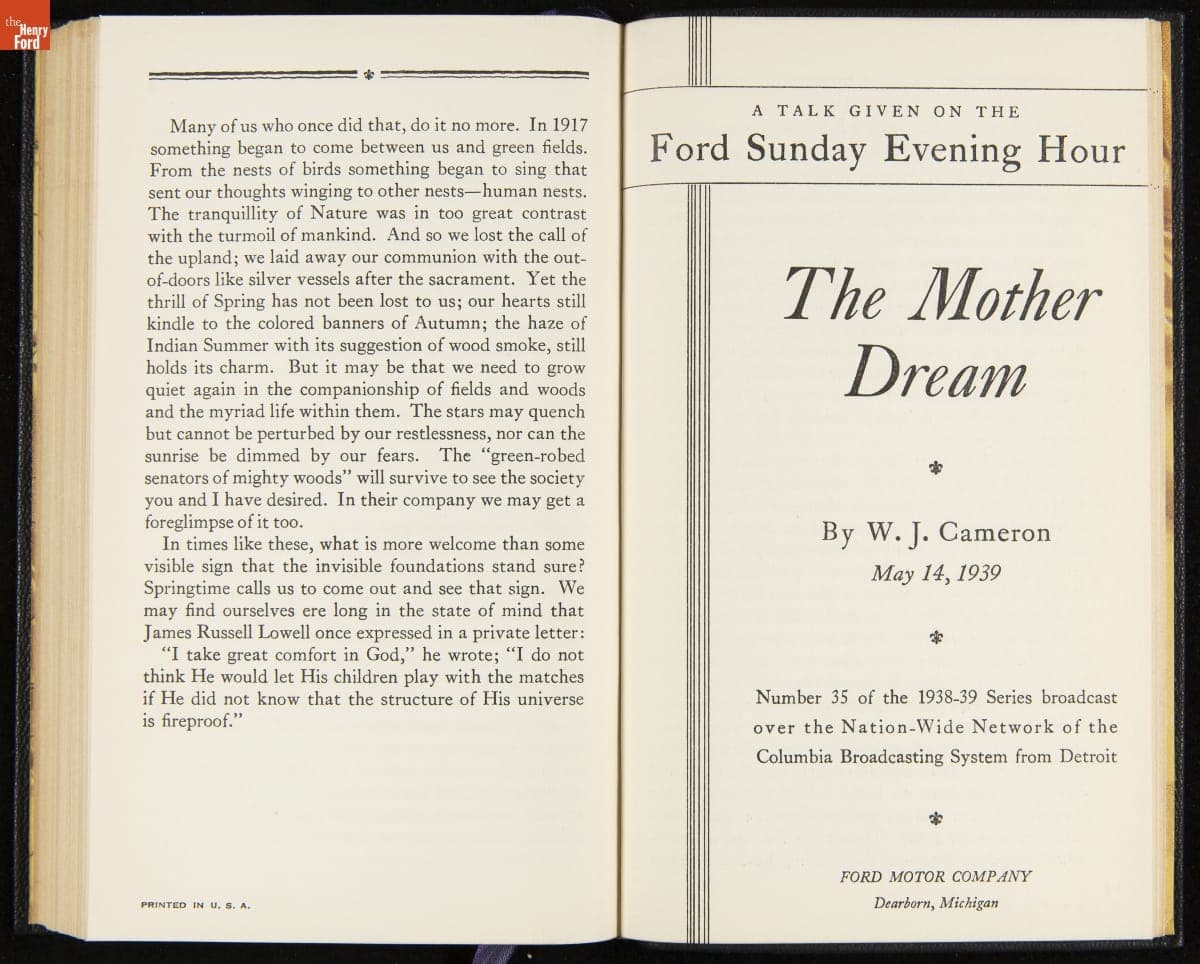 the
Henry
Ford
Many of us who once did that, do it no more. In 1917
something began to come between us and green fields.
From the nests of birds something began to sing that
sent our thoughts winging to other nests—human nests.
The tranquillity of Nature was in too great contrast
with the turmoil of mankind. And so we lost the call of
the upland; we laid away our communion with the out-
of-doors like silver vessels after the sacrament. Yet the
thrill of Spring has not been lost to us; our hearts still
kindle to the colored banners of Autumn; the haze of
Indian Summer with its suggestion of wood smoke, still
holds its charm. But it may be that we need to grow
quiet again in the companionship of fields and woods
and the myriad life within them. The stars may quench
but cannot be perturbed by our restlessness, nor can the
sunrise be dimmed by our fears. The “green-robed
senators of mighty woods” will survive to see the society
you and I have desired. In their company we may get a
foreglimpse of it too.
In times like these, what is more welcome than some
visible sign that the invisible foundations stand sure?
Springtime calls us to come out and see that sign. We
may find ourselves ere long in the state of mind that
James Russell Lowell once expressed in a private letter:
“I take great comfort in God,” he wrote; “I do not
think He would let His children play with the matches
if He did not know that the structure of His universe
is fireproof.”
PRINTED IN U. S. A.
A TALK GIVEN ON THE
Ford Sunday Evening Hour
The Mother
Dream
By W. J. Cameron
May 14, 1939
Number 35 of the 1938-39 Series broadcast
over the Nation-Wide Network of the
Columbia Broadcasting System from Detroit
FORD MOTOR COMPANY
Dearborn, Michigan